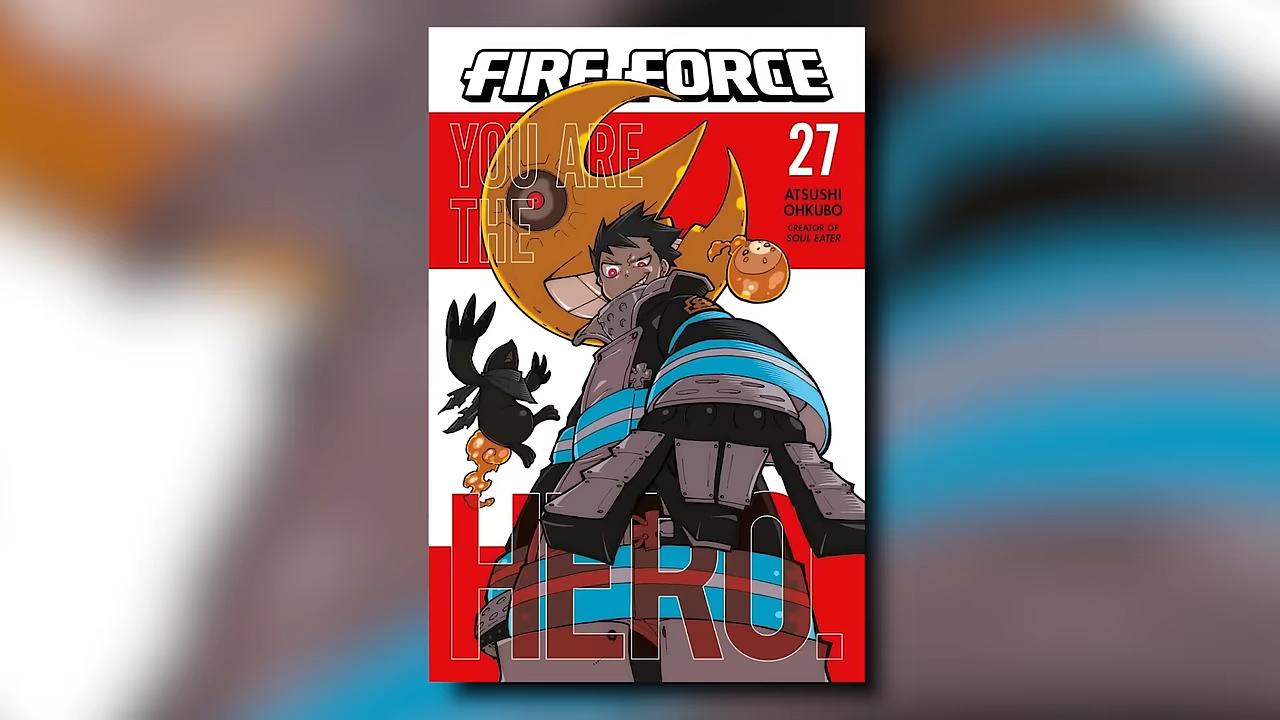 FIRE FORCE
YOU ARE
THE
27
ATSUSHI
OHKUBO
CREATOR OF
SOUL EATER
HERO.